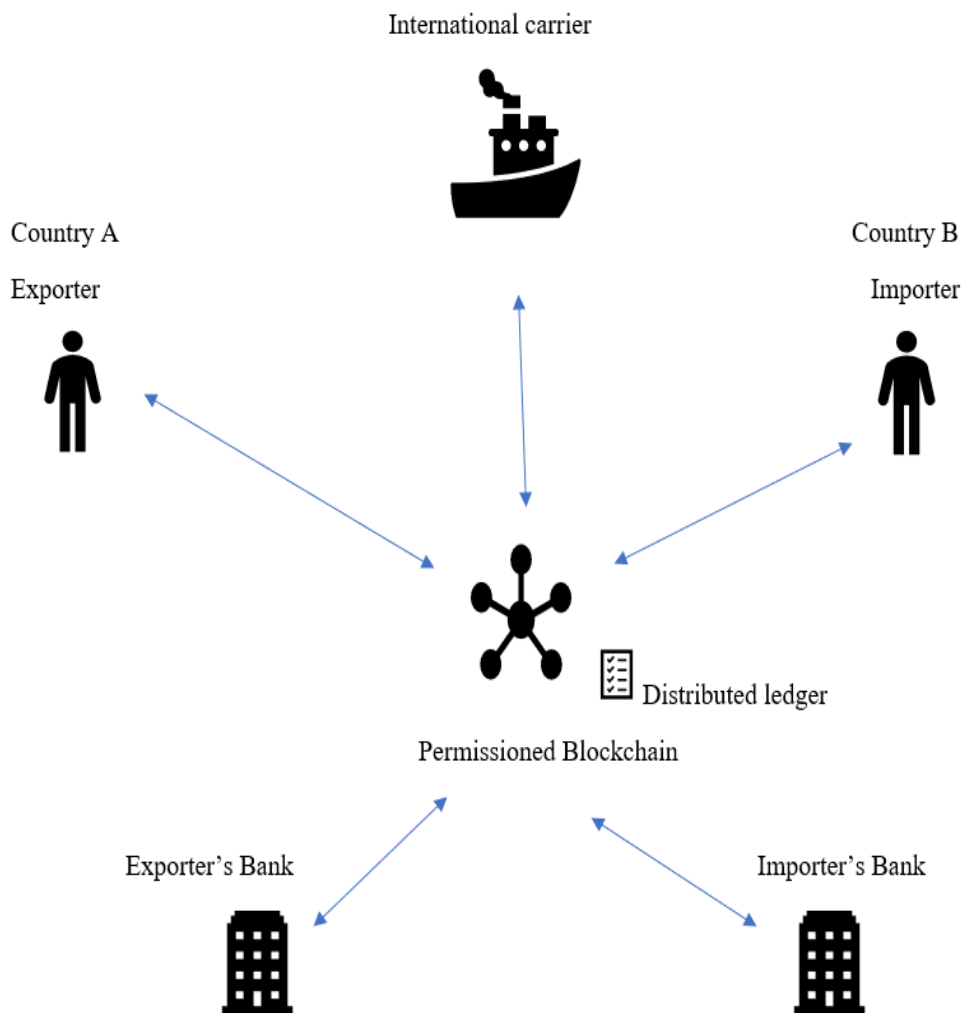 International carrier
Country A
Country B
Exporter
Importer
Distributed ledger
Permissioned Blockchain
Exporter’s Bank
Importer’s Bank